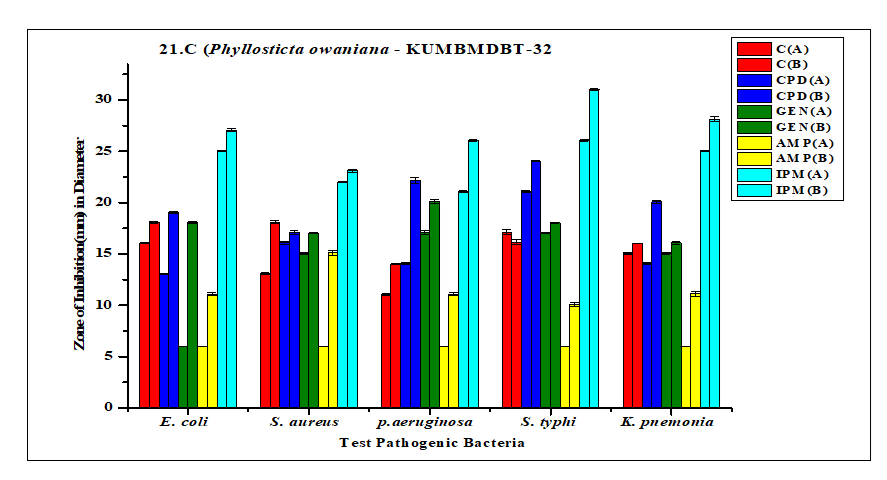 21.C (Phyllosticta owaniana - KUMBMDBT-32
C(A)
C(B)
CPD(A)
CPD(B)
GEN(A)
GEN(B)
AMP(A)
AMP(B)
IPM(A)
IPM(B)
Zone of Inhibition(mm) in Diameter
30
25
20
15
10
5
0
E. coli S. aureus p.aeruginosa S. typhi K. pnemonia
Test Pathogenic Bacteria